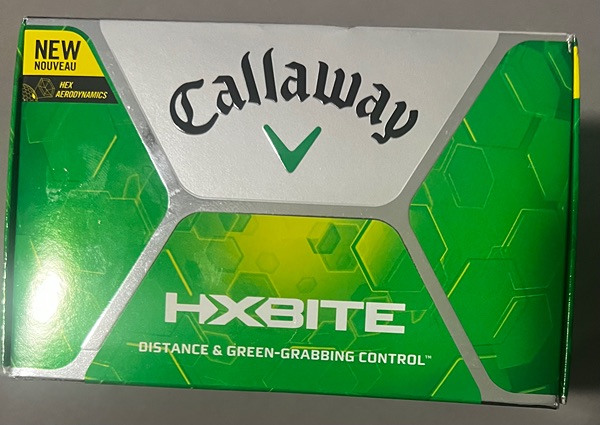 NEW
NOUVEAU
HEX
AERODYNAMICS
Callaway
HXBITE
DISTANCE & GREEN-GRABBING CONTROL™